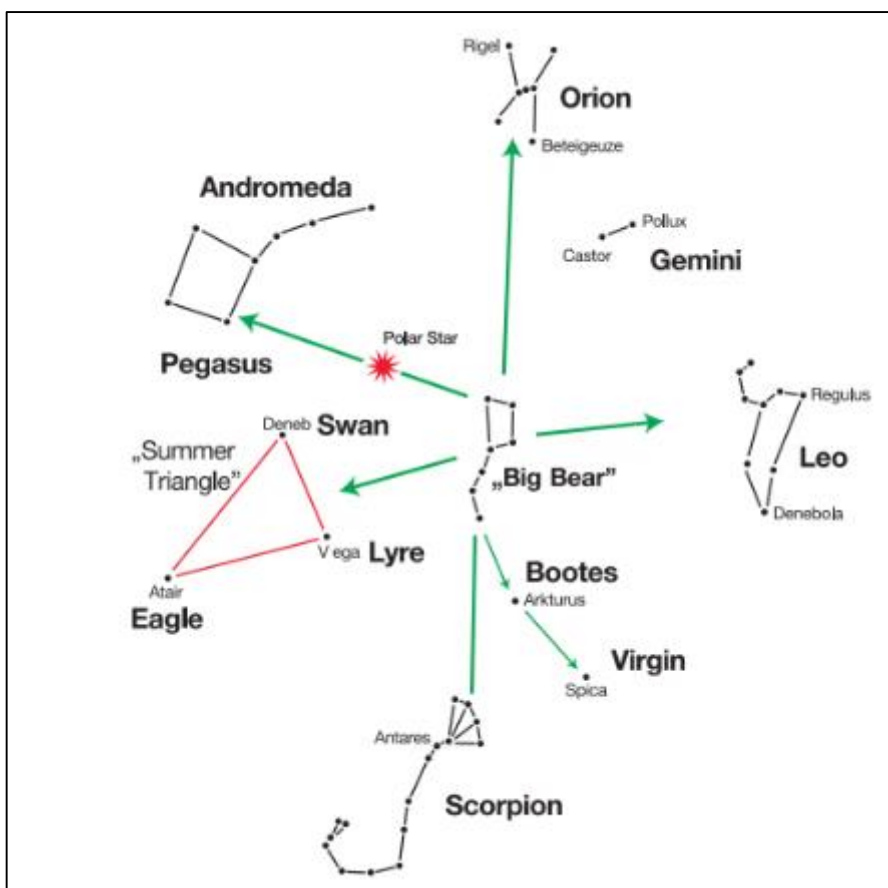 Rigel
Orion
Beteigeuze
Andromeda
Pollux
Castor
Gemini
Polar Star
Pegasus
Regulus
Deneb
Swan
„Summer
Triangle”
Leo
„Big Bear”
Denebola
Vega
Lyre
Bootes
Atair
Arkturus
Eagle
Virgin
Spica
Antares
Scorpion